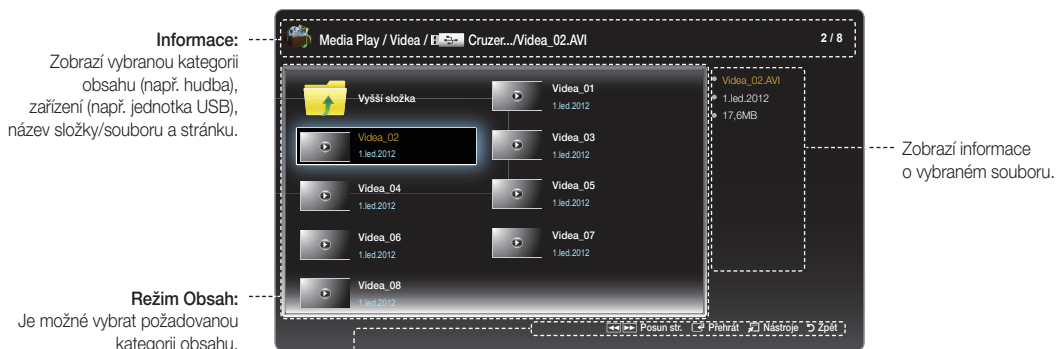 Informace:
Zobrazí vybranou kategorii
obsahu (např. hudba),
zařízení (např. jednotka USB),
název složky/souboru a stránku.
Media Play / Videa / Cruzer.../Videa_02.AVI
2 / 8
Vyšší složka
Videa_01
1.led.2012
Videa_02
1.led.2012
Videa_03
1.led.2012
Videa_04
1.led.2012
Videa_05
1.led.2012
Videa_06
1.led.2012
Videa_07
1.led.2012
Videa_08
1.led.2012
Videa_02.AVI
1.led.2012
17,6MB
Zobrazí informace
o vybraném souboru.
Režim Obsah:
Je možné vybrat požadovanou
kategorii obsahu.
Posun str. Přehrát Nástroje Zpět